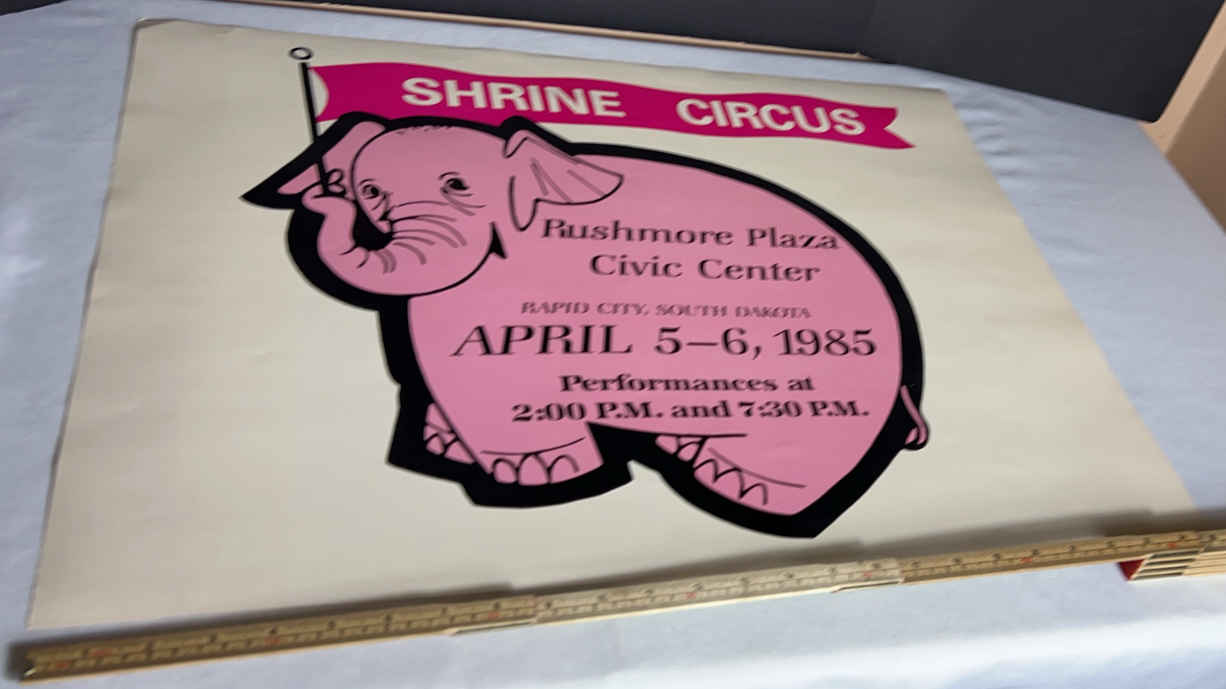 SHRINE CIRCUS
Rushmore Plaza
Civic Center
RAPID CITY, SOUTH DAKOTA
APRIL 5–6, 1985
Performances at
2:00 P.M. and 7:30 P.M.